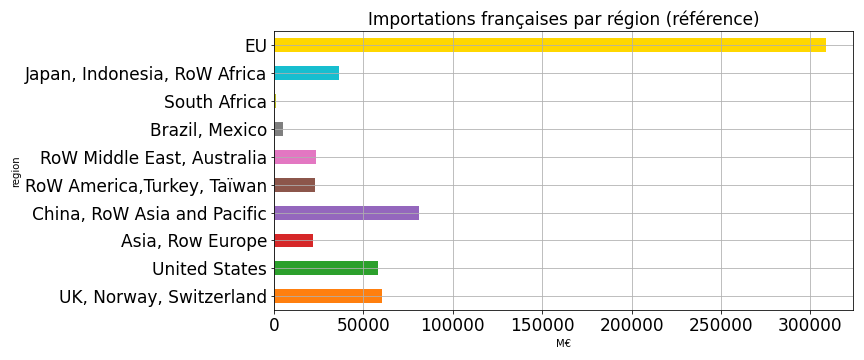 Importations françaises par région (référence)
EU
Japan, Indonesia, RoW Africa
South Africa
Brazil, Mexico
RoW Middle East, Australia
RoW America,Turkey, Taïwan
China, RoW Asia and Pacific
Asia, Row Europe
United States
UK, Norway, Switzerland
region
0 50000 100000 150000 200000 250000 300000
M€